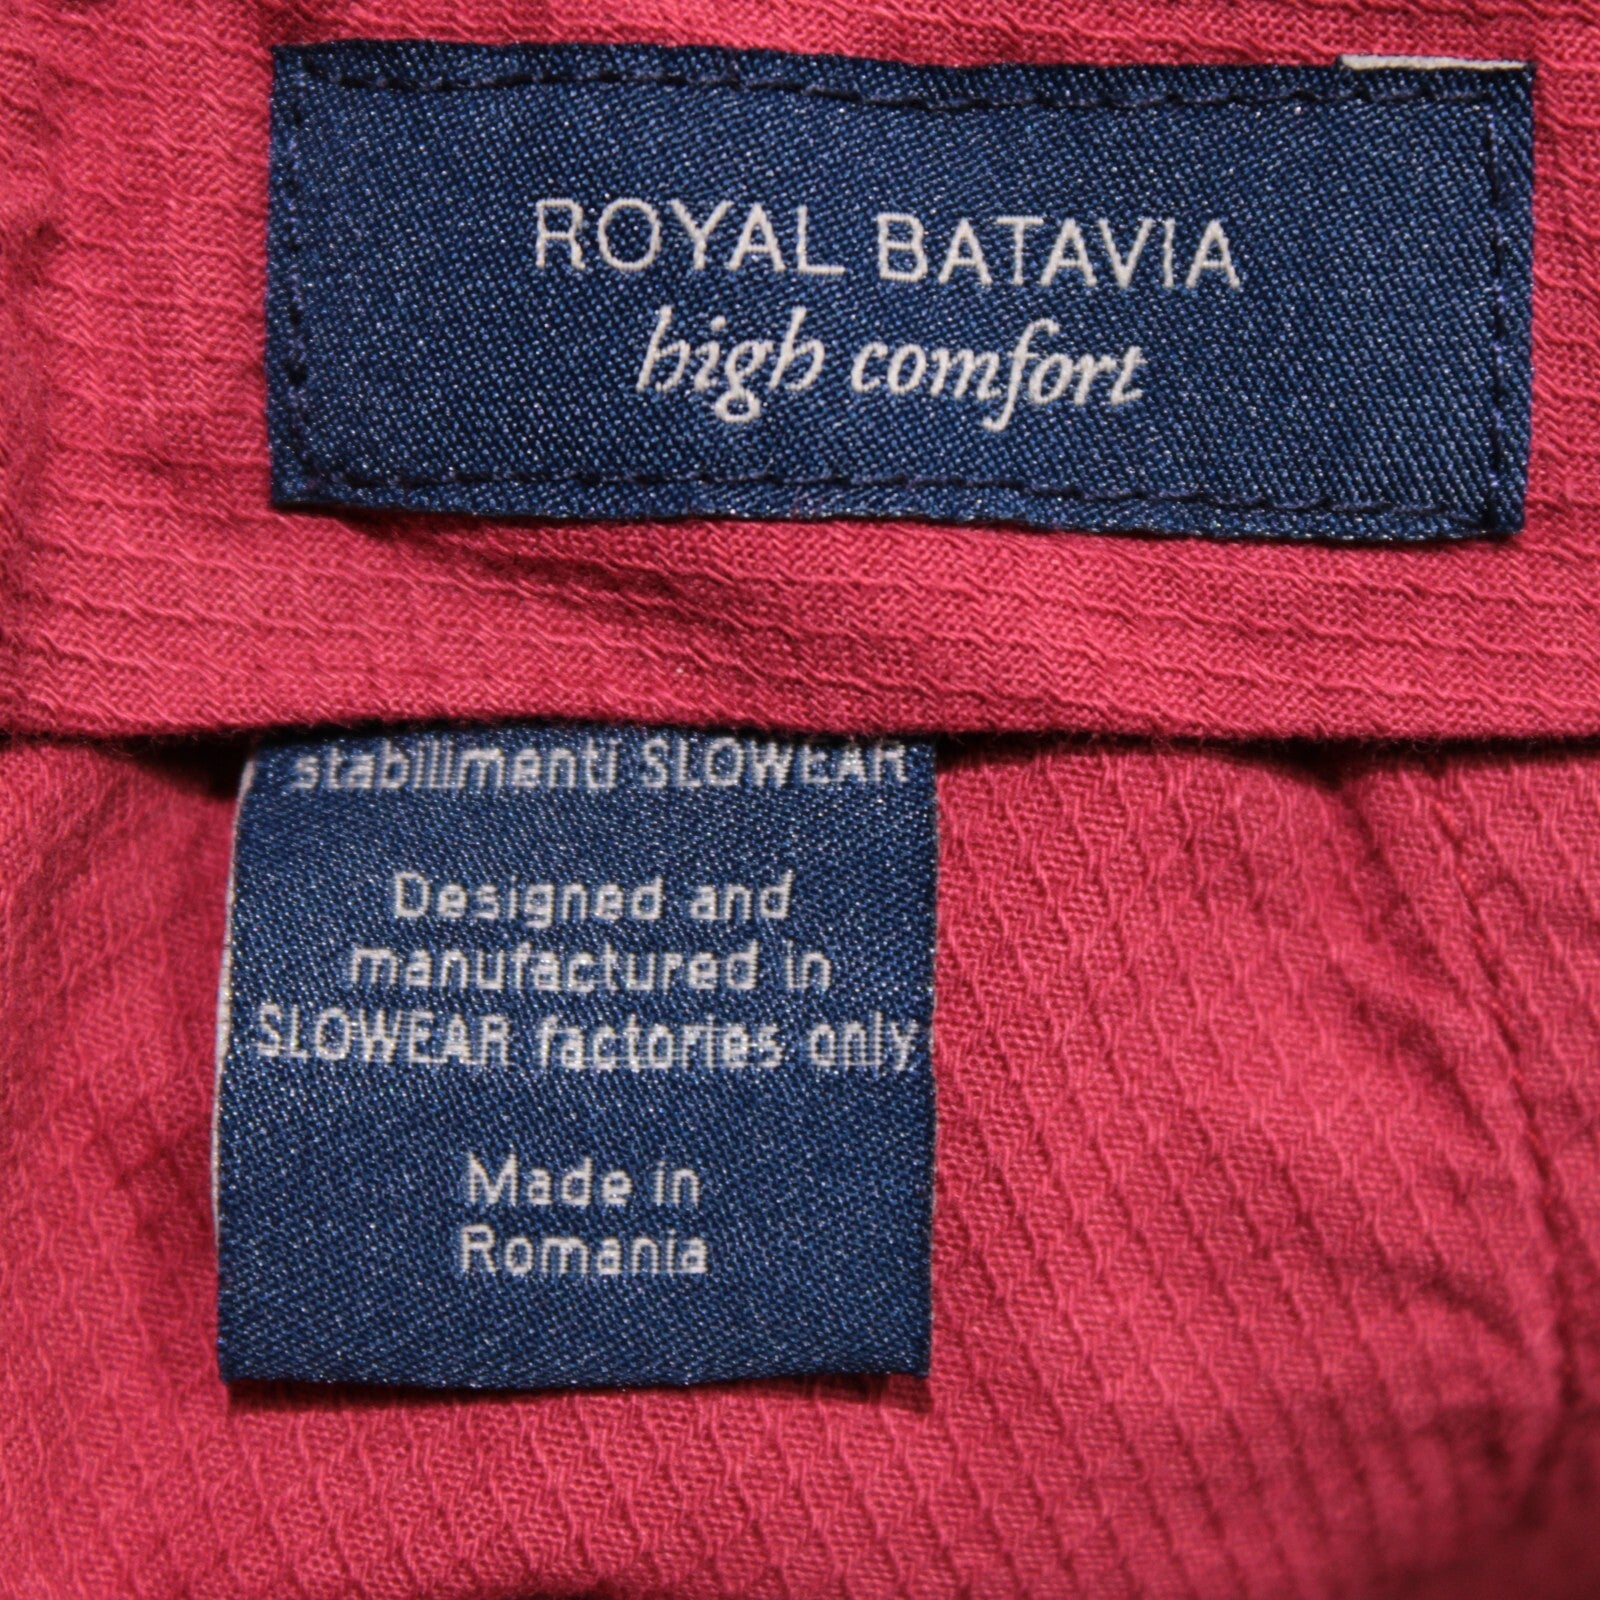 ROYAL BATAVIA
high comfort
stabilimenti SLOWEAR
Designed and
manufactured in
SLOWEAR factories only
Made in
Romania